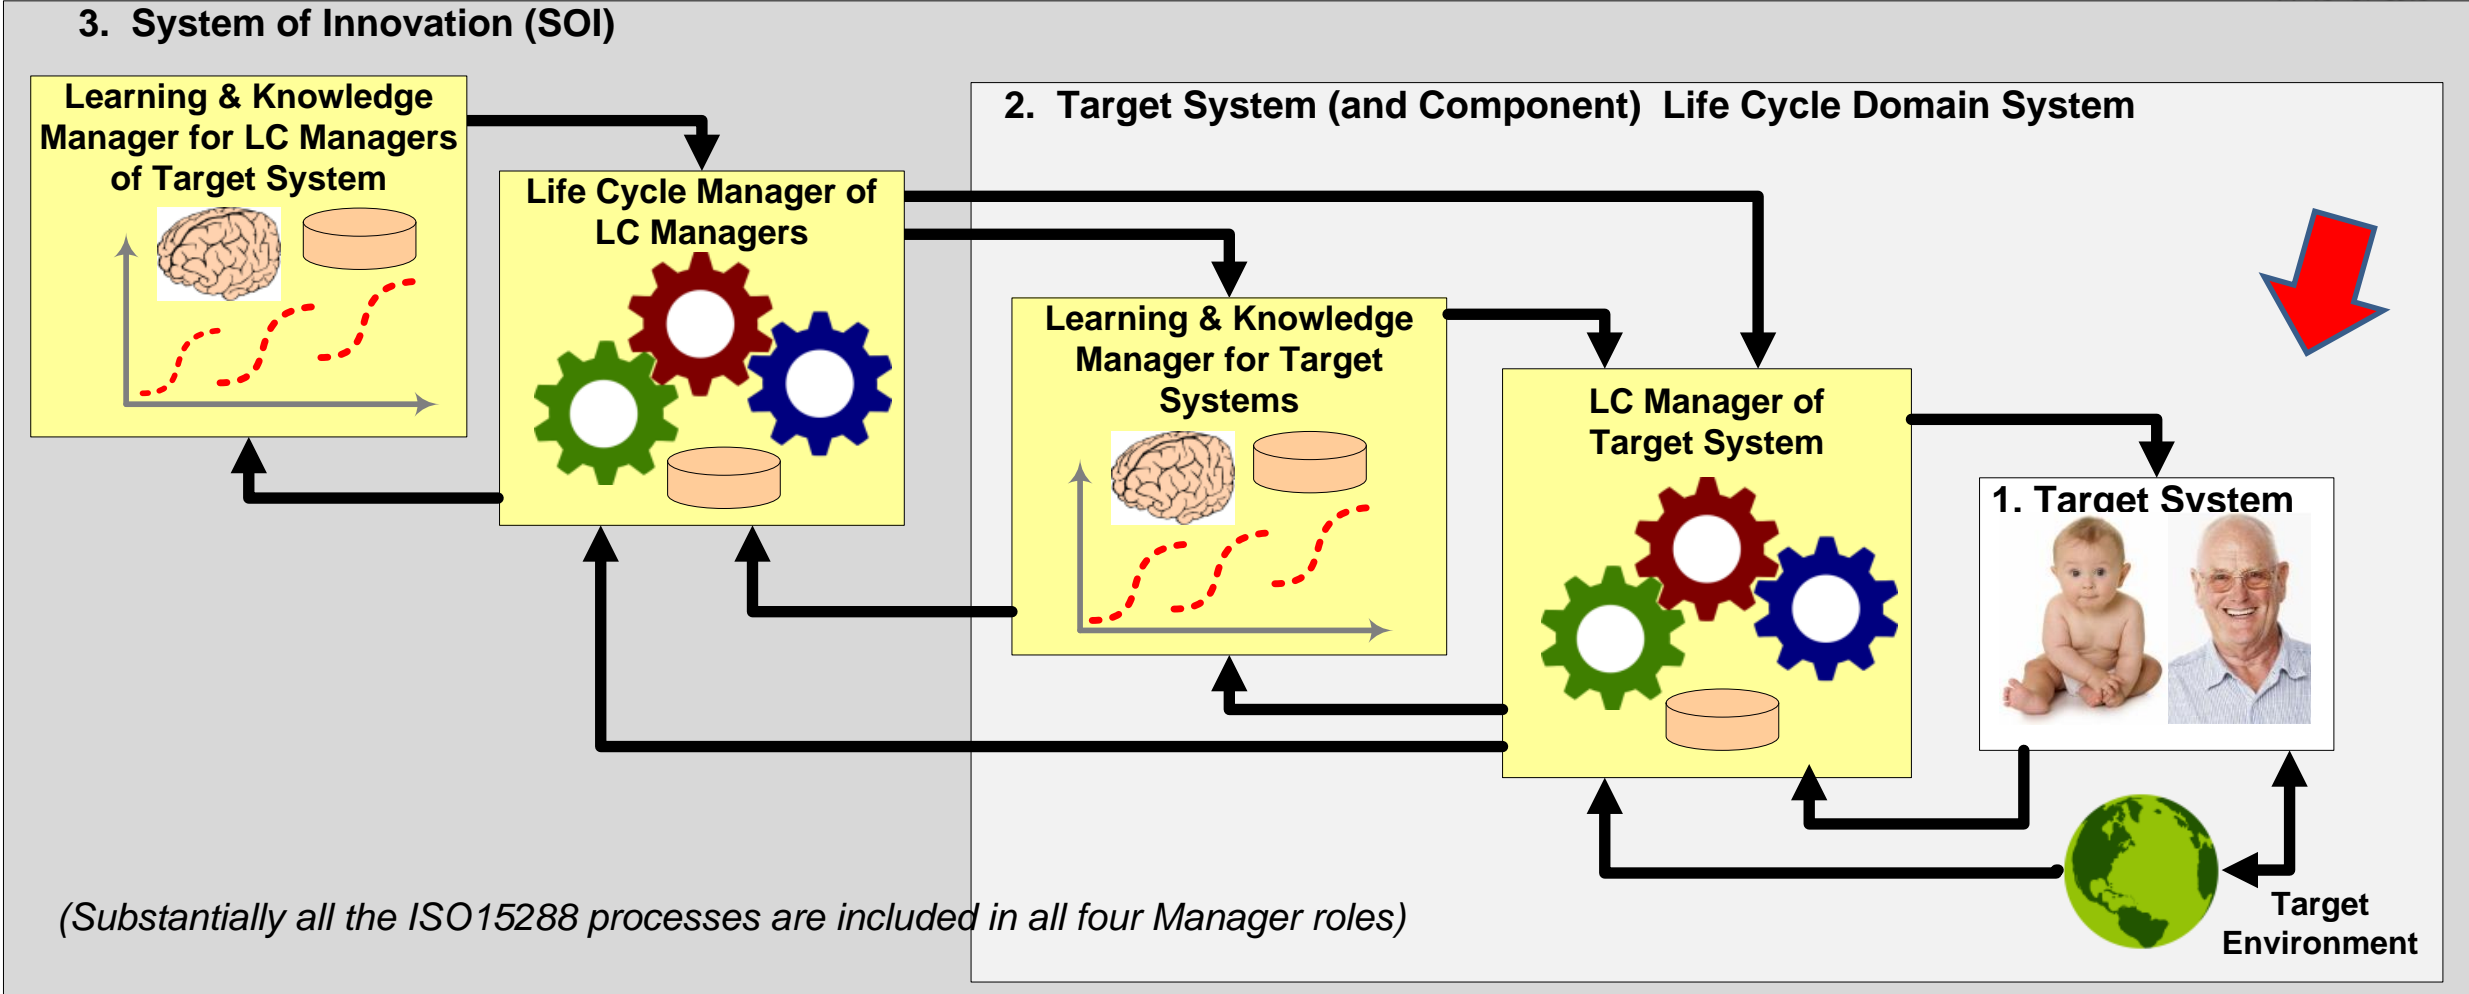 3. System of Innovation (SOI)
Learning & Knowledge
Manager for LC Managers
of Target System
2. Target System (and Component) Life Cycle Domain System
Life Cycle Manager of
LC Managers
Learning & Knowledge
Manager for Target
Systems
LC Manager of
Target System
1. Target System
(Substantially all the ISO15288 processes are included in all four Manager roles)
Target
Environment